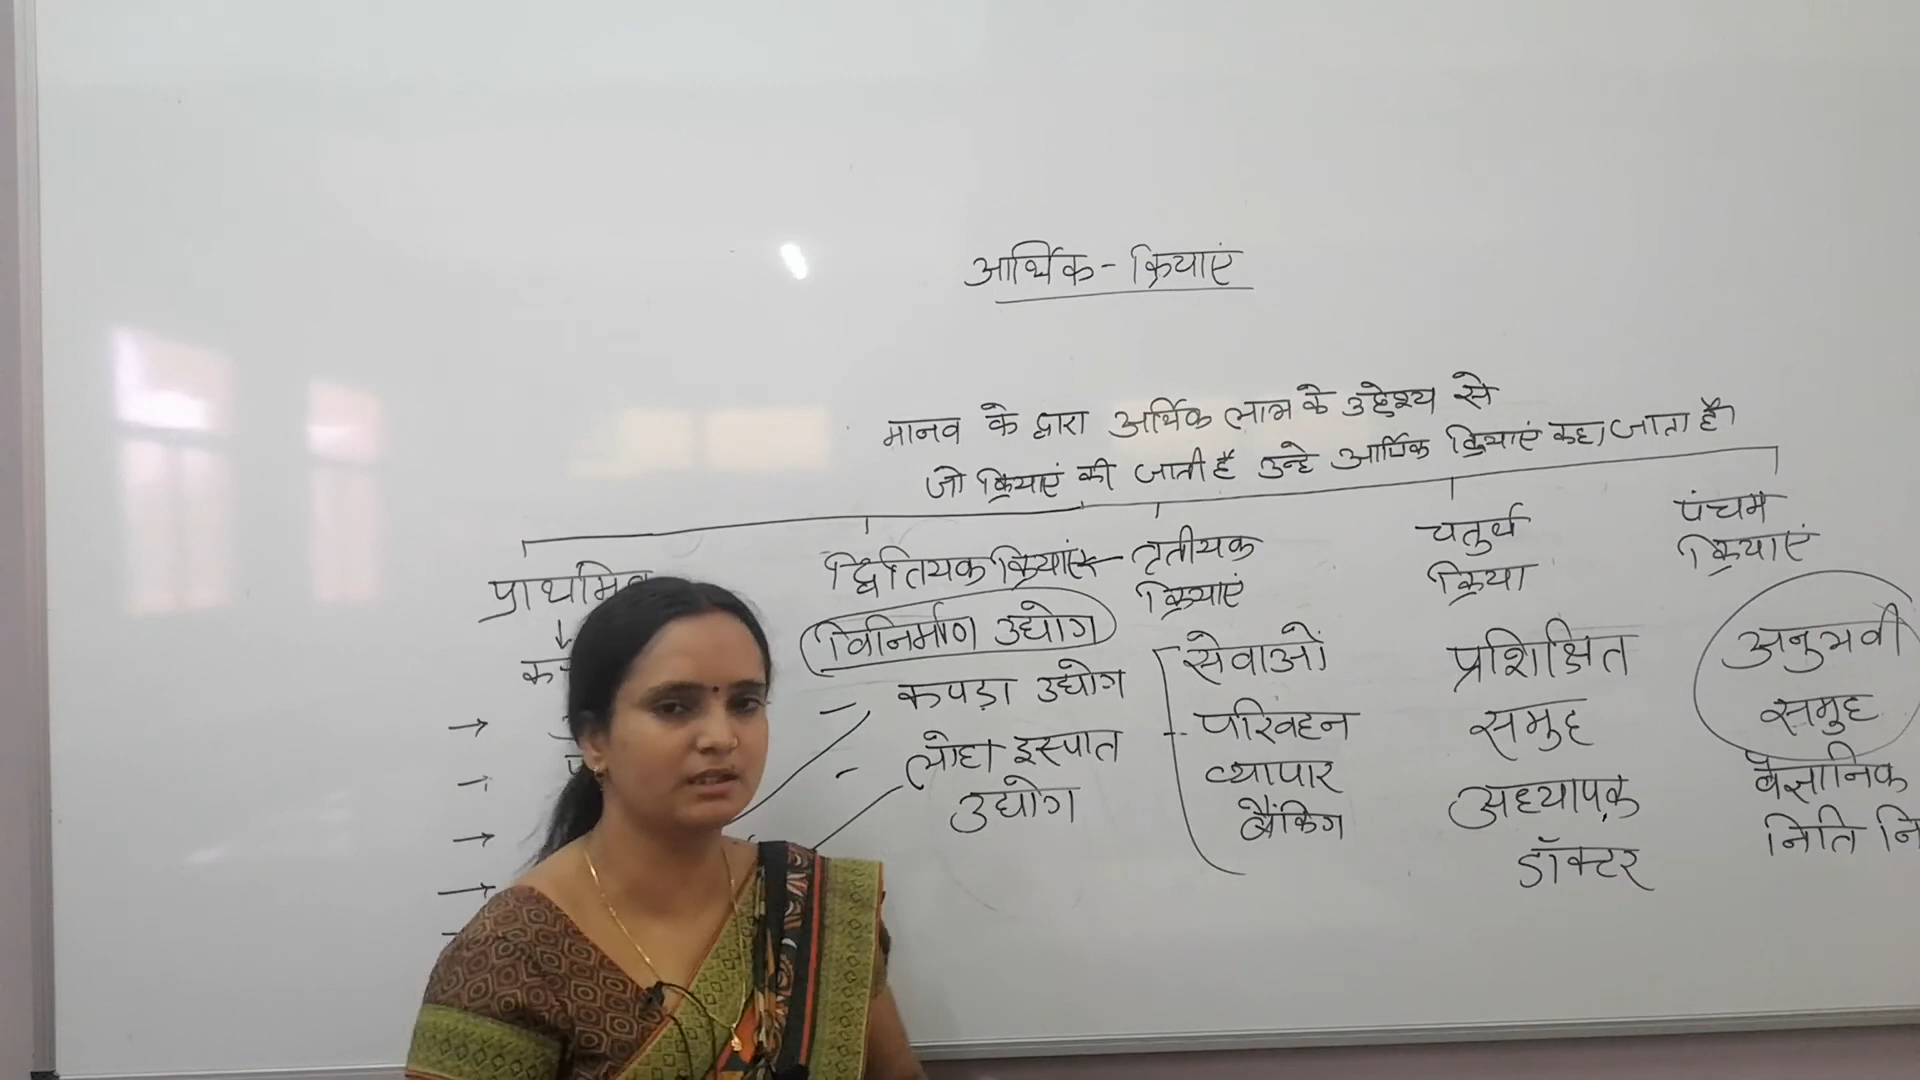 आर्थिक - क्रियाएं
मानव के द्वारा आर्थिक लाभ के उद्देश्य से
जो क्रियाएं की जाती है उन्हे आर्थिक क्रियाएं कहा जाता है।
प्राथमिक
द्वितियक क्रियाएं
विनिर्माण उद्योग
- कपड़ा उद्योग
- लोहा इस्पात
उद्योग
तृतीयक
क्रियाएं
सेवाओं
परिवहन
व्यापार
बैंकिग
चतुर्थ
क्रिया
प्रशिक्षित
समुह
अध्यापक
डॉक्टर
पंचम
क्रियाएं
अनुभवी
समुह
वैज्ञानिक
निति